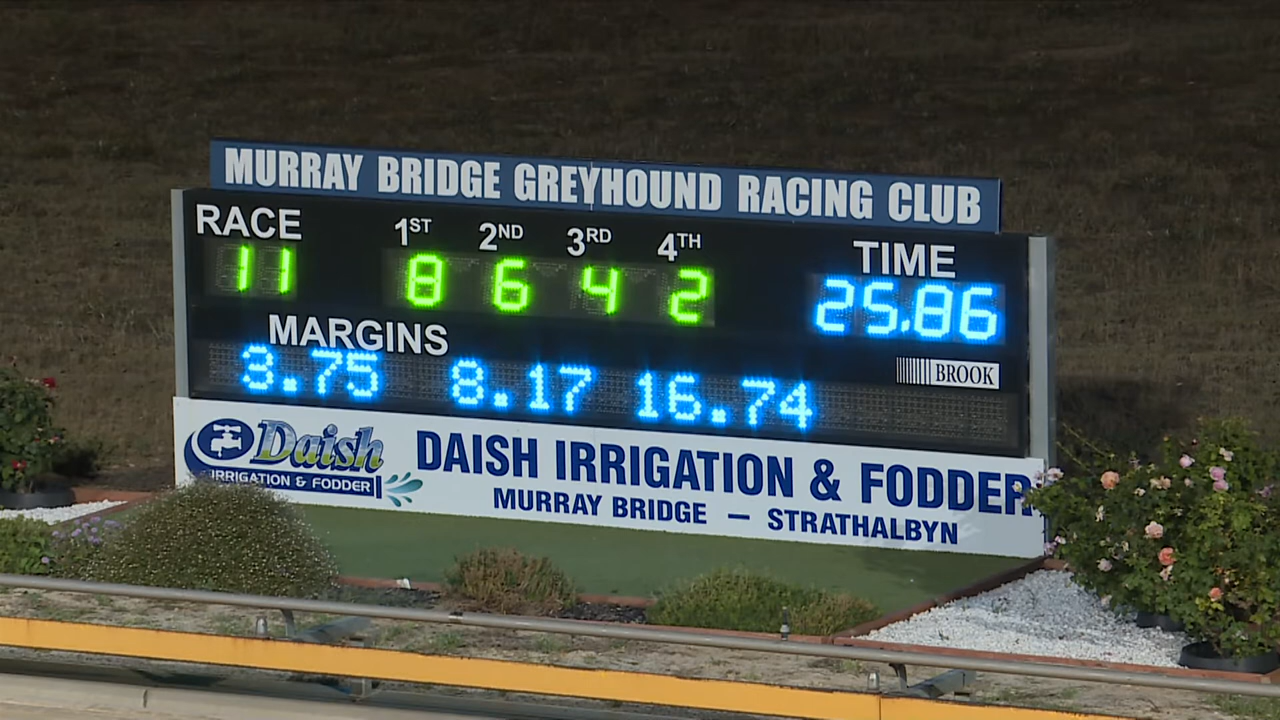 MURRAY BRIDGE GREYHOUND RACING CLUB
RACE 1ST 2ND 3RD 4TH TIME
11 8 6 4 2 25.86
MARGINS
3.75 8.17 16.74
BROOK
Daish
IRRIGATION & FODDER
DAISH IRRIGATION & FODDER
MURRAY BRIDGE — STRATHALBYN